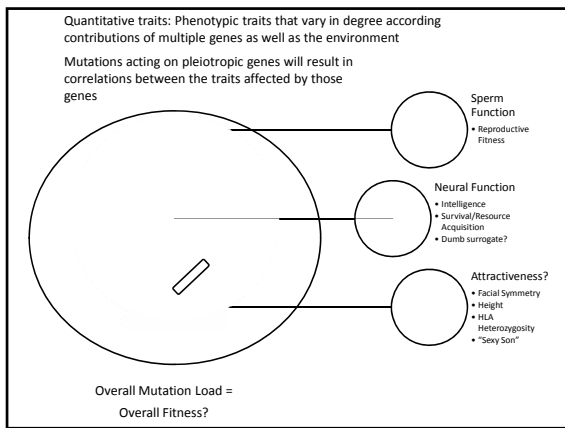 Quantitative traits: Phenotypic traits that vary in degree according
contributions of multiple genes as well as the environment
Mutations acting on pleiotropic genes will result in
correlations between the traits affected by those
genes
Sperm
Function
• Reproductive
Fitness
Neural Function
• Intelligence
• Survival/Resource
Acquisition
• Dumb surrogate?
Attractiveness?
• Facial Symmetry
• Height
• HLA
Heterozygosity
• “Sexy Son”
Overall Mutation Load =
Overall Fitness?